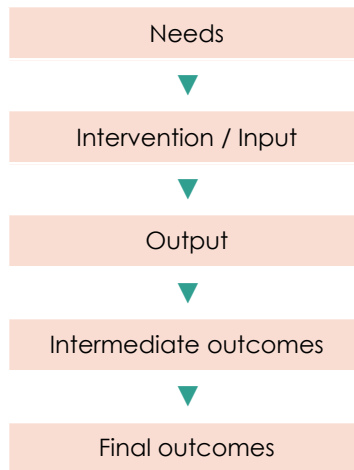 Needs
Intervention / Input
Output
Intermediate outcomes
Final outcomes